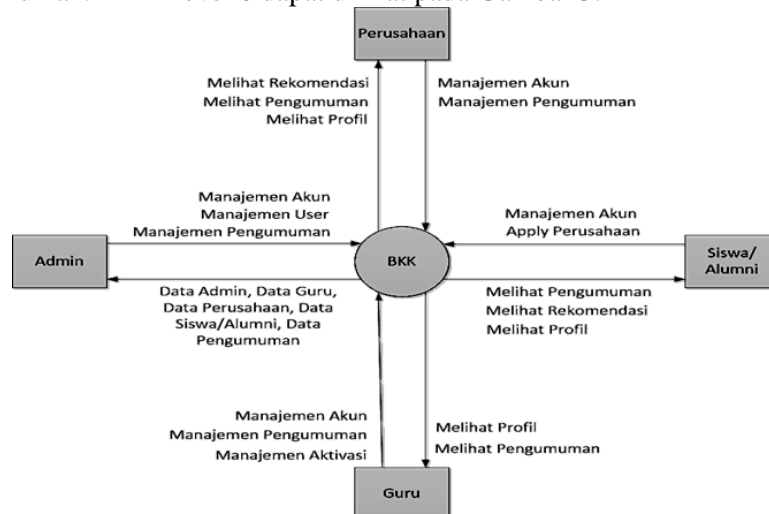 Perusahaan
Melihat Rekomendasi
Melihat Pengumuman
Melihat Profil
Manajemen Akun
Manajemen Pengumuman
Manajemen Akun
Manajemen User
Manajemen Pengumuman
Manajemen Akun
Apply Perusahaan
Admin
BKK
Siswa/
Alumni
Data Admin, Data Guru,
Data Perusahaan, Data
Siswa/Alumni, Data
Pengumuman
Melihat Pengumuman
Melihat Rekomendasi
Melihat Profil
Manajemen Akun
Manajemen Pengumuman
Manajemen Aktivasi
Melihat Profil
Melihat Pengumuman
Guru